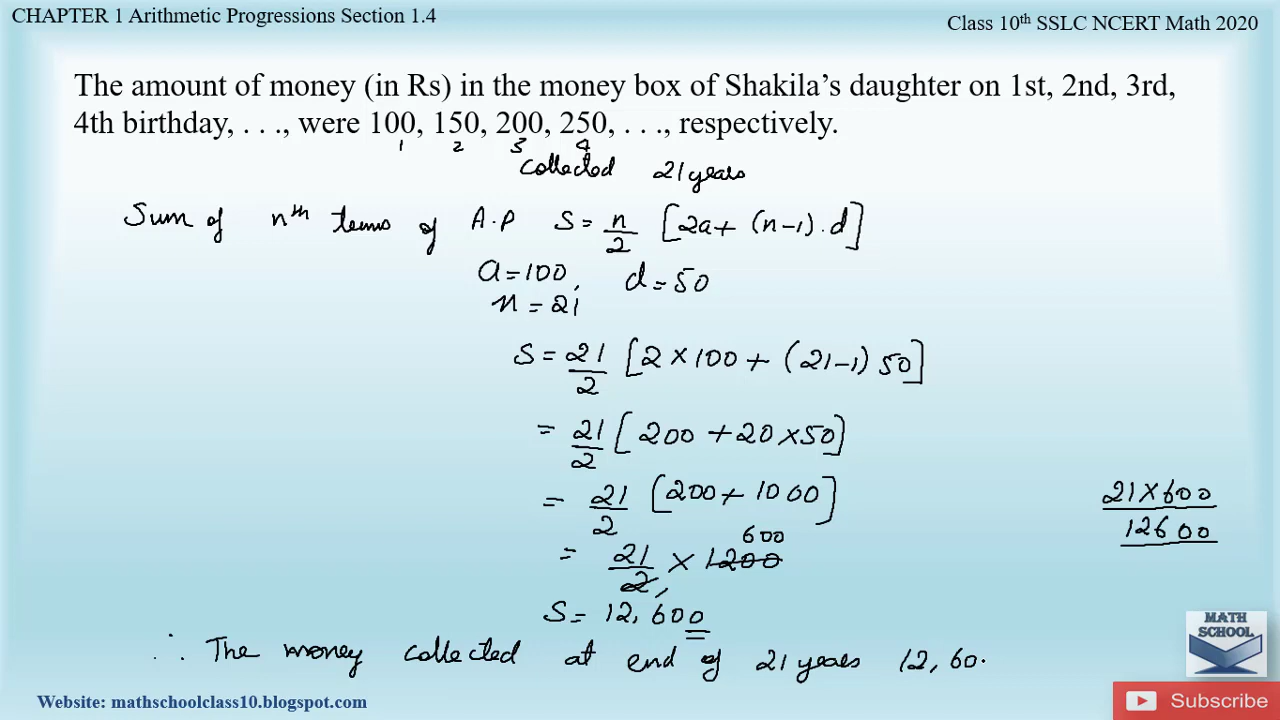 CHAPTER 1 Arithmetic Progressions Section 1.4
Class 10th SSLC NCERT Math 2020
The amount of money (in Rs) in the money box of Shakila’s daughter on 1st, 2nd, 3rd,
4th birthday, . . ., were 100, 150, 200, 250, . . ., respectively.
1 2 3 4
collected 21 years
Sum of nth terms of A.P S = n/2 [2a + (n-1).d]
a = 100, d = 50
n = 21
S = 21/2 [2 × 100 + (21-1) 50]
= 21/2 [200 + 20 × 50]
= 21/2 [200 + 1000]
21 × 600
12600
600
= 21/2 × 1200
S = 12,600
∴ The money collected at end of 21 years 12,60
MATH
SCHOOL
Website: mathschoolclass10.blogspot.com
Subscribe